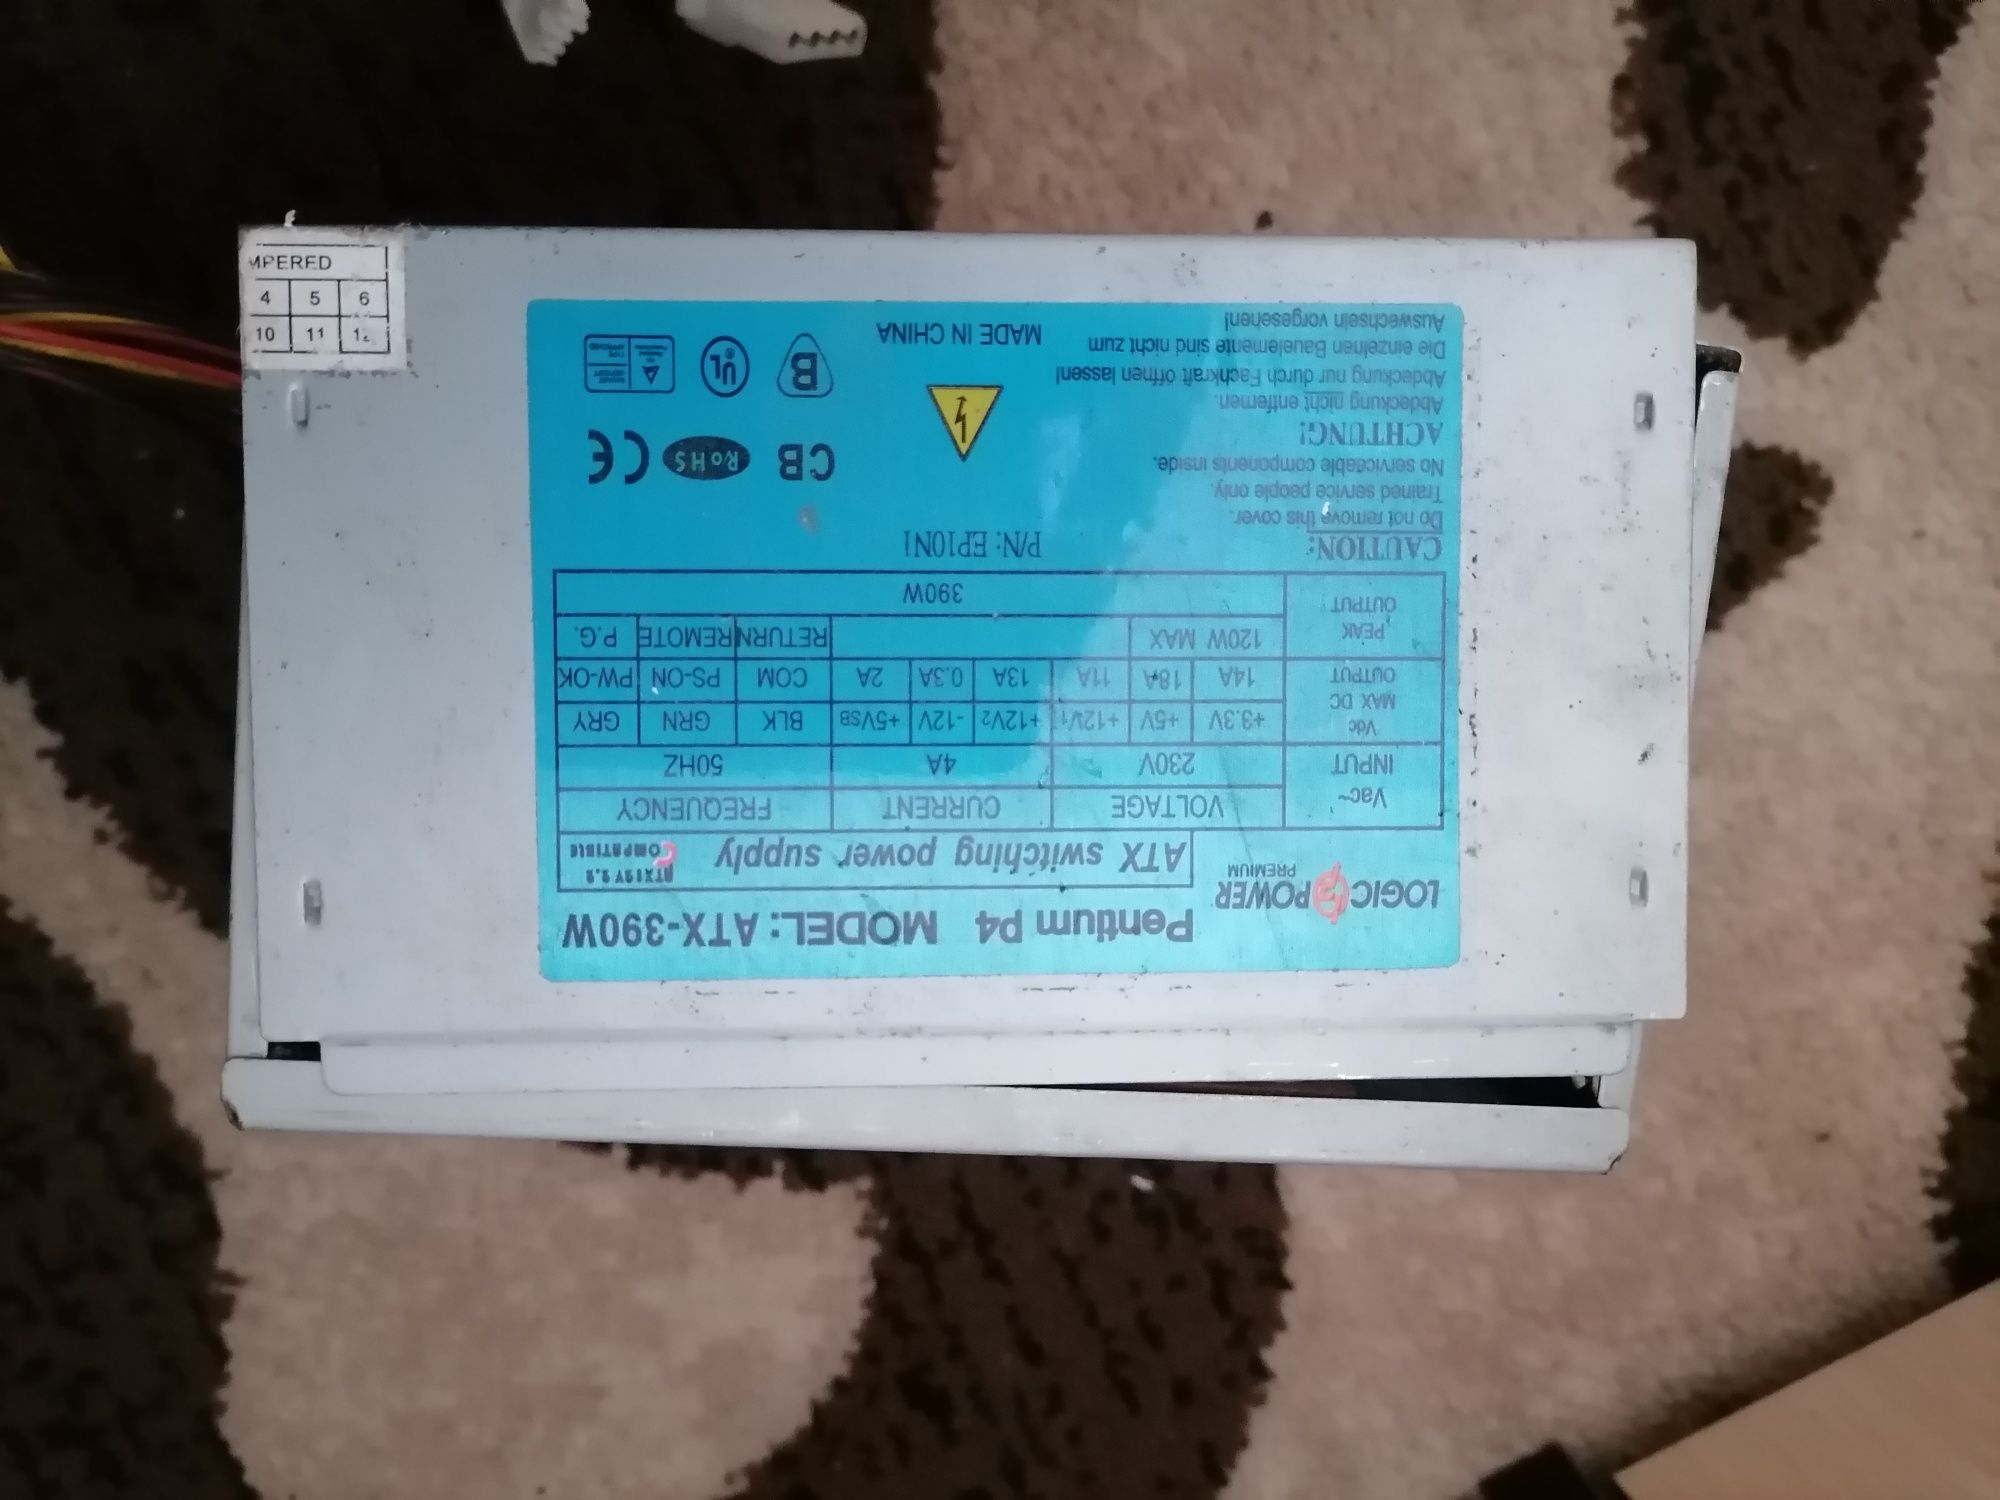 Pentium P4 MODEL: ATX-390W
LOGIC POWER
PREMIUM
ATX switching power supply
ATX12V 2.2
COMPATIBLE
Vac~
INPUT
VOLTAGE CURRENT FREQUENCY
230V 4A 50HZ
Vdc
MAX DC
OUTPUT
+3.3V +5V +12V1 +12V2 -12V +5VSB BLK GRN GRY
14A 18A 11A 13A 0.3A 2A COM PS-ON PW-OK
PEAK
OUTPUT
120W MAX RETURN REMOTE P.G.
390W
CAUTION:
Do not remove this cover.
Trained service people only.
No serviceable components inside.
ACHTUNG!
Abdeckung nicht entfernen.
Abdeckung nur durch Fachkraft öffnen lassen!
Die einzelnen Bauelemente sind nicht zum
Auswechseln vorgesehen!
P/N: EP10N1
MADE IN CHINA
CB RoHS CE
B UL
MPERED
4 5 6
10 11 12